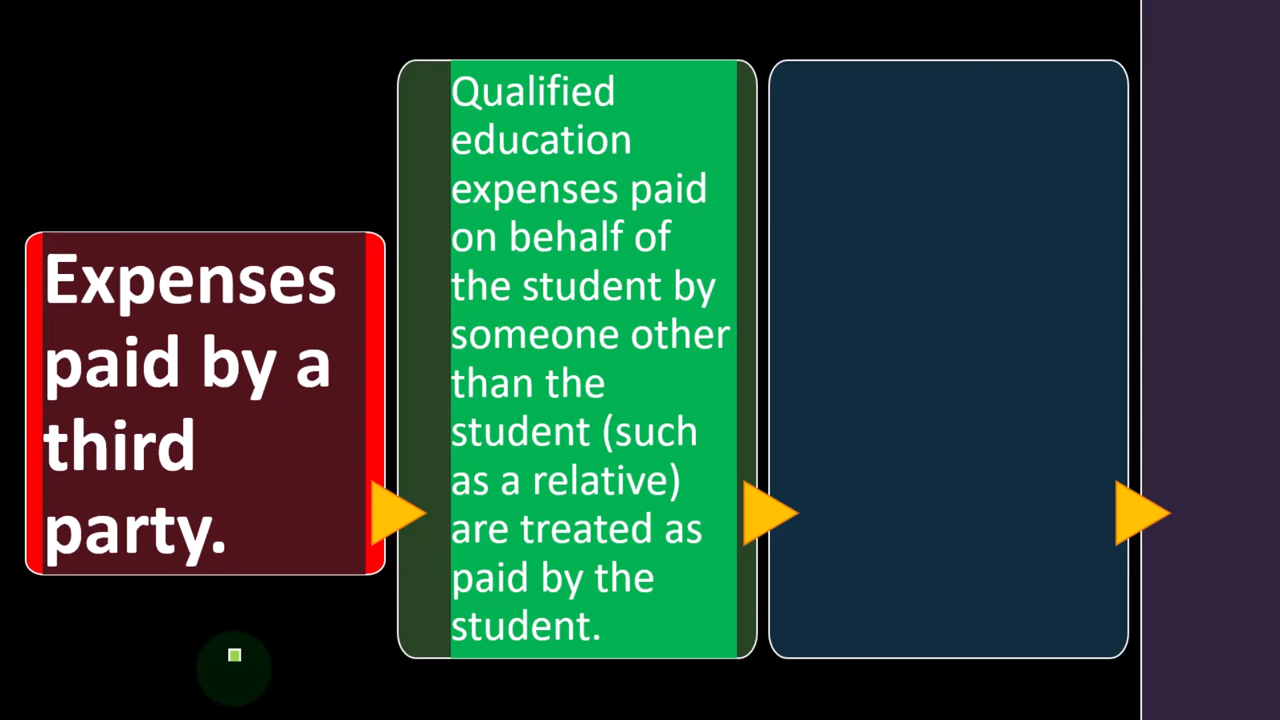 Expenses
paid by a
third
party.
Qualified
education
expenses paid
on behalf of
the student by
someone other
than the
student (such
as a relative)
are treated as
paid by the
student.